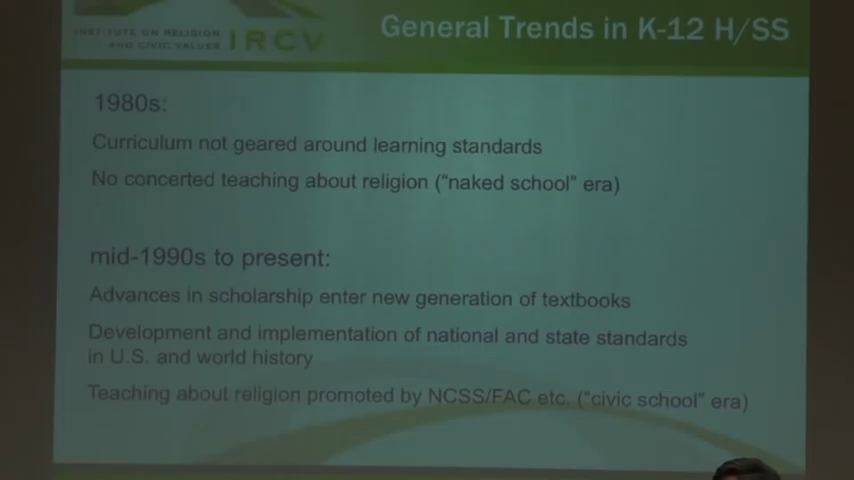 INSTITUTE ON RELIGION
AND CIVIC VALUES
IRCV
General Trends in K-12 H/SS
1980s:
Curriculum not geared around learning standards
No concerted teaching about religion ("naked school" era)
mid-1990s to present:
Advances in scholarship enter new generation of textbooks
Development and implementation of national and state standards
in U.S. and world history
Teaching about religion promoted by NCSS/FAC etc. ("civic school" era)